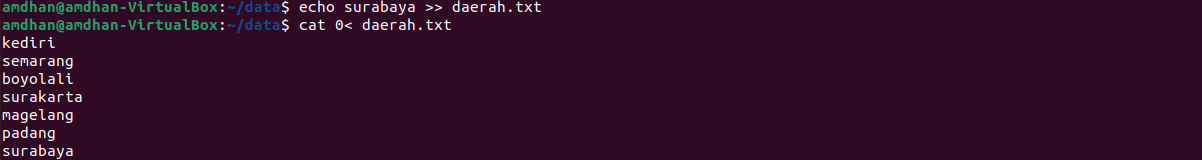 amdhan@amdhan-VirtualBox:~/data$ echo surabaya >> daerah.txt
amdhan@amdhan-VirtualBox:~/data$ cat 0< daerah.txt
kediri
semarang
boyolali
surakarta
magelang
padang
surabaya